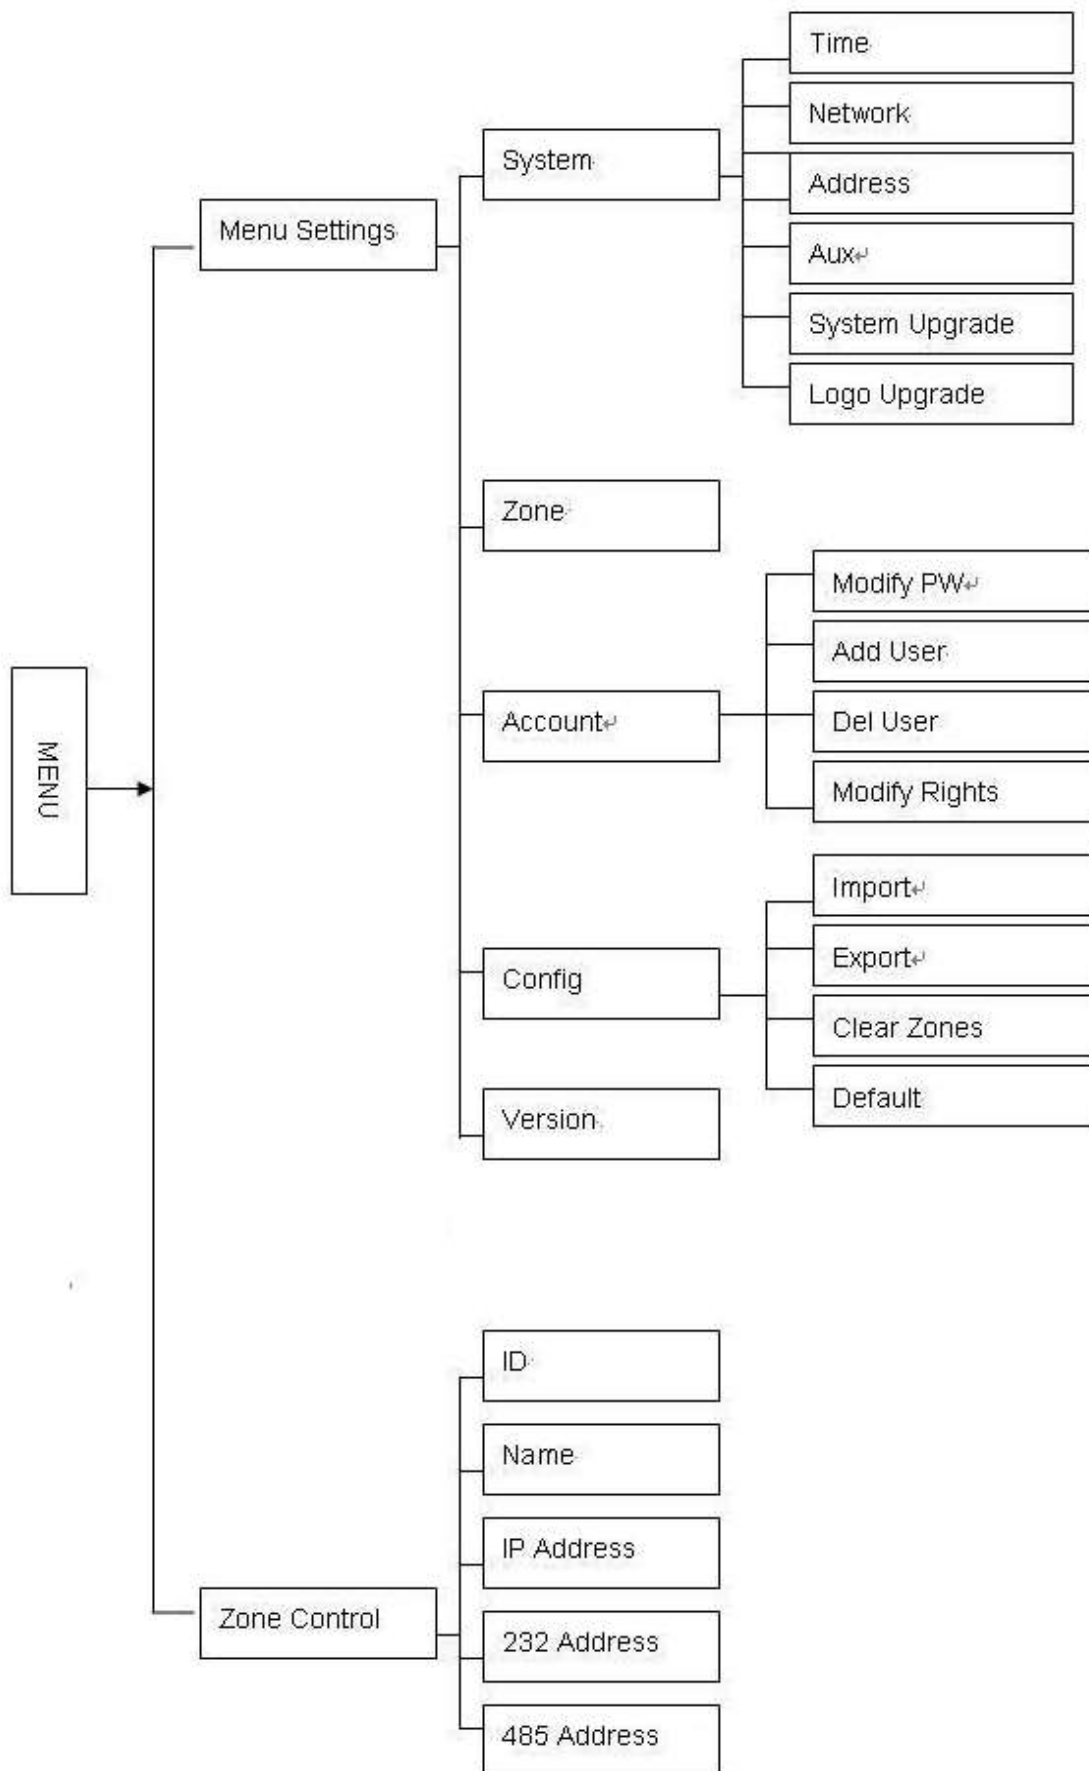 MENU
Menu Settings
System
Time
Network
Address
Aux
System Upgrade
Logo Upgrade
Zone
Account
Modify PW
Add User
Del User
Modify Rights
Config
Import
Export
Clear Zones
Default
Version
Zone Control
ID
Name
IP Address
232 Address
485 Address